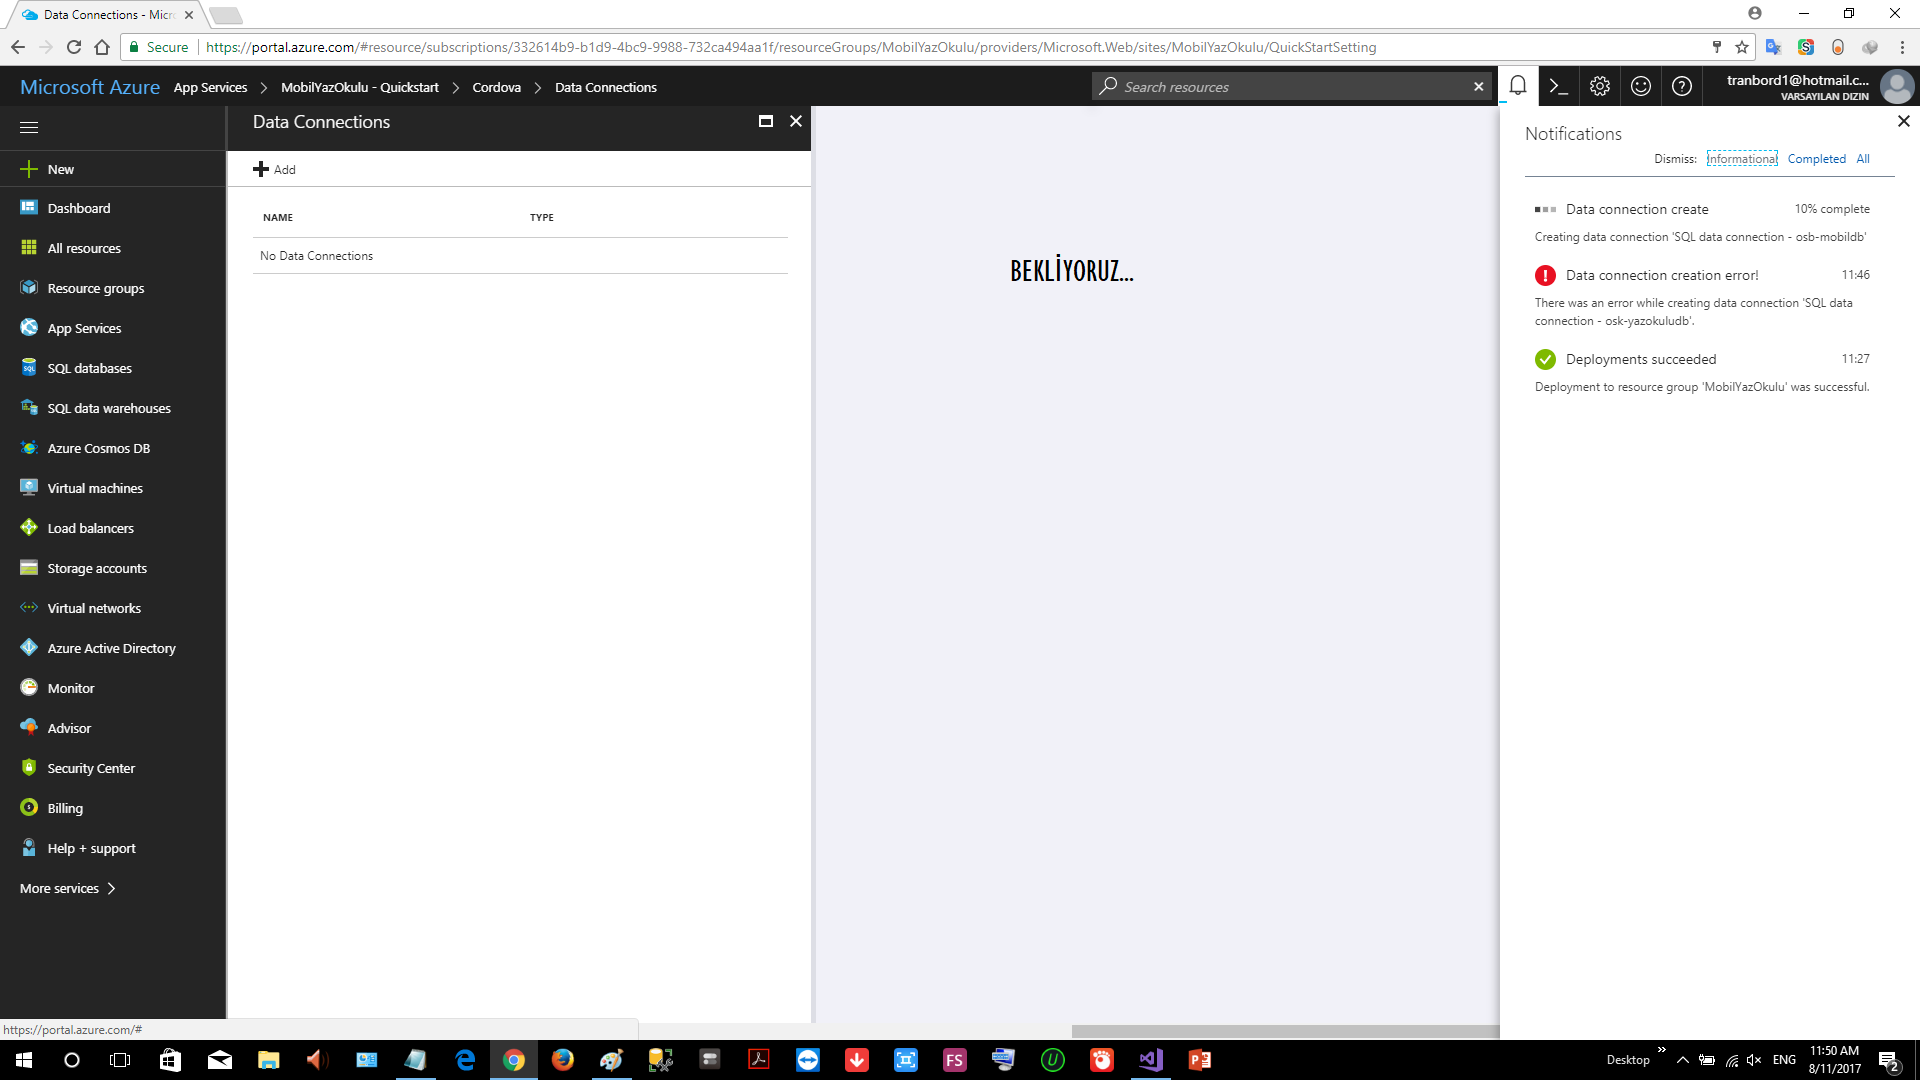 Data Connections - Micr
Secure
https://portal.azure.com/#resource/subscriptions/332614b9-b1d9-4bc9-9988-732ca494aa1f/resourceGroups/MobilYazOkulu/providers/Microsoft.Web/sites/MobilYazOkulu/QuickStartSetting
Microsoft Azure App Services > MobilYazOkulu - Quickstart > Cordova > Data Connections
Search resources
tranbord1@hotmail.c...
VARSAYILAN DIZIN
New
Dashboard
All resources
Resource groups
App Services
SQL databases
SQL data warehouses
Azure Cosmos DB
Virtual machines
Load balancers
Storage accounts
Virtual networks
Azure Active Directory
Monitor
Advisor
Security Center
Billing
Help + support
More services >
Data Connections
Add
NAME TYPE
No Data Connections
BEKLİYORUZ...
Notifications
Dismiss: Informational Completed All
Data connection create 10% complete
Creating data connection 'SQL data connection - osb-mobildb'
Data connection creation error! 11:46
There was an error while creating data connection 'SQL data
connection - osk-yazokuludb'.
Deployments succeeded 11:27
Deployment to resource group 'MobilYazOkulu' was successful.
https://portal.azure.com/#
FS
Desktop
ENG
11:50 AM
8/11/2017
2